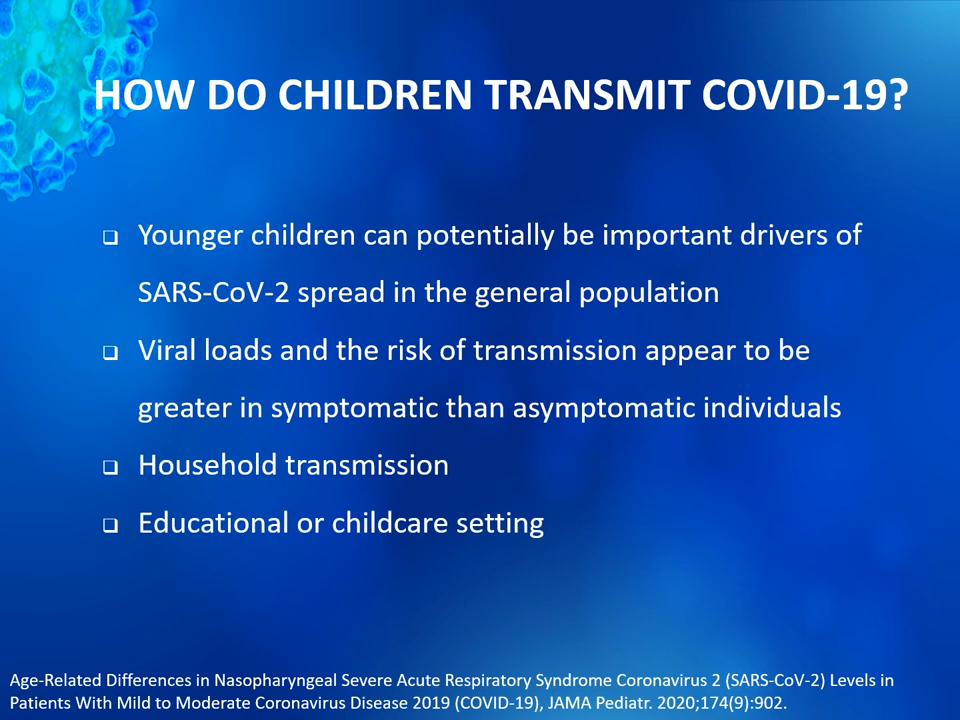 HOW DO CHILDREN TRANSMIT COVID-19?
❑ Younger children can potentially be important drivers of
SARS-CoV-2 spread in the general population
❑ Viral loads and the risk of transmission appear to be
greater in symptomatic than asymptomatic individuals
❑ Household transmission
❑ Educational or childcare setting
Age-Related Differences in Nasopharyngeal Severe Acute Respiratory Syndrome Coronavirus 2 (SARS-CoV-2) Levels in
Patients With Mild to Moderate Coronavirus Disease 2019 (COVID-19), JAMA Pediatr. 2020;174(9):902.